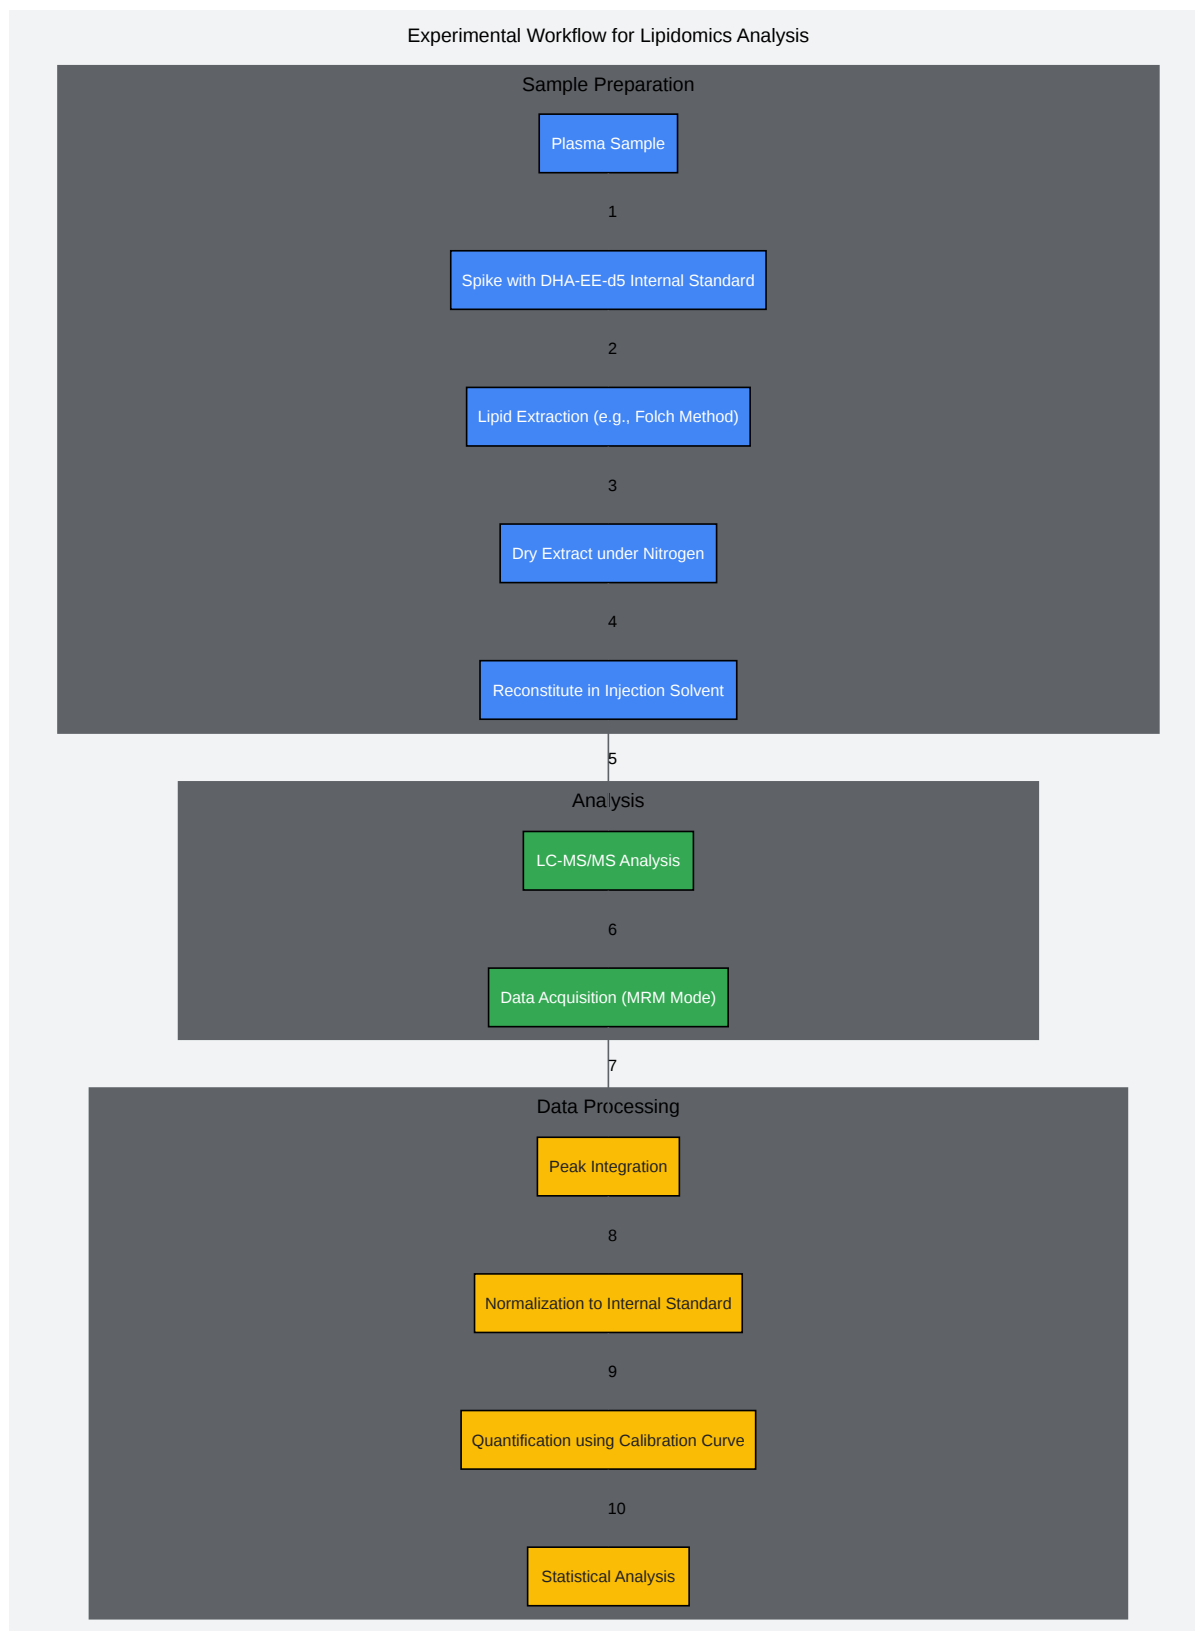 Experimental Workflow for Lipidomics Analysis
Sample Preparation
Plasma Sample
1
Spike with DHA-EE-d5 Internal Standard
2
Lipid Extraction (e.g., Folch Method)
3
Dry Extract under Nitrogen
4
Reconstitute in Injection Solvent
5
Analysis
LC-MS/MS Analysis
6
Data Acquisition (MRM Mode)
7
Data Processing
Peak Integration
8
Normalization to Internal Standard
9
Quantification using Calibration Curve
10
Statistical Analysis